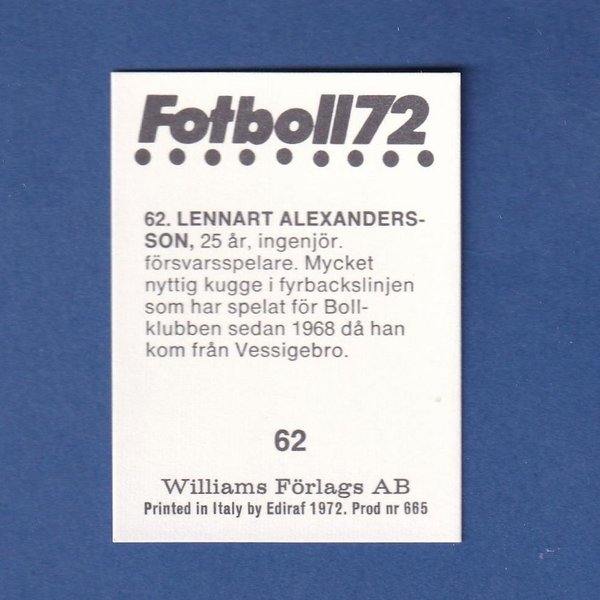 Fotboll72
62. LENNART ALEXANDERS-
SON, 25 år, ingenjör.
försvarsspelare. Mycket
nyttig kugge i fyrbackslinjen
som har spelat för Boll-
klubben sedan 1968 då han
kom från Vessigebro.
62
Williams Förlags AB
Printed in Italy by Ediraf 1972. Prod nr 665